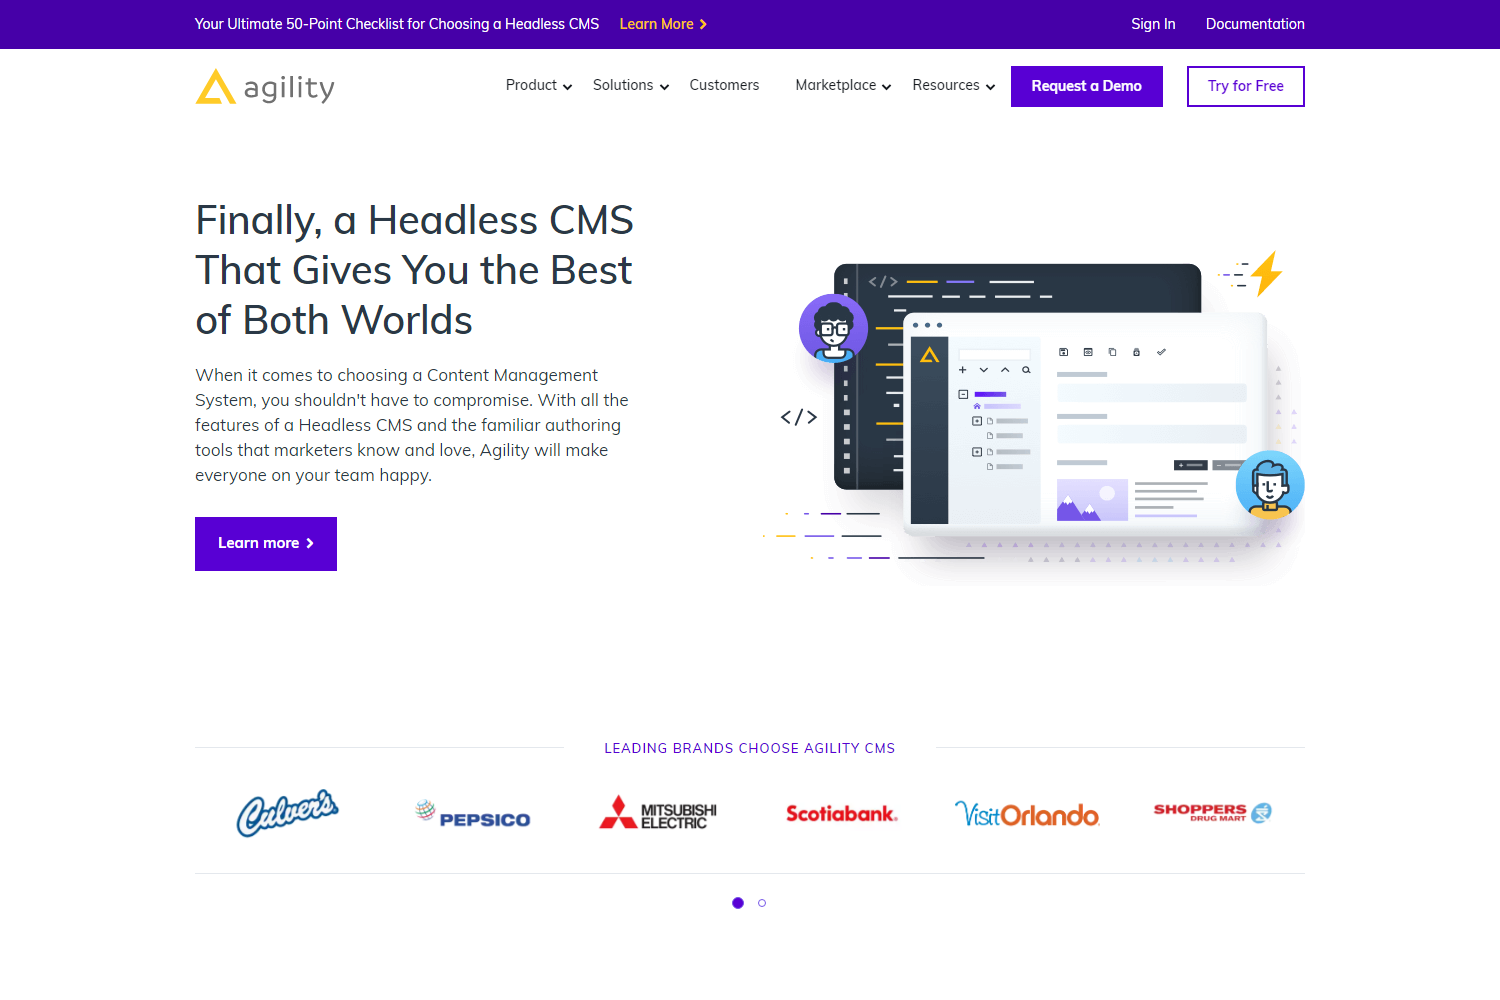 Your Ultimate 50-Point Checklist for Choosing a Headless CMS Learn More
Sign In Documentation
agility
Product Solutions Customers Marketplace Resources Request a Demo Try for Free
Finally, a Headless CMS
That Gives You the Best
of Both Worlds
When it comes to choosing a Content Management
System, you shouldn't have to compromise. With all the
features of a Headless CMS and the familiar authoring
tools that marketers know and love, Agility will make
everyone on your team happy.
Learn more
</>
</>
LEADING BRANDS CHOOSE AGILITY CMS
Culver's
PEPSICO
MITSUBISHI
ELECTRIC
Scotiabank
Visit Orlando
SHOPPERS
DRUG MART